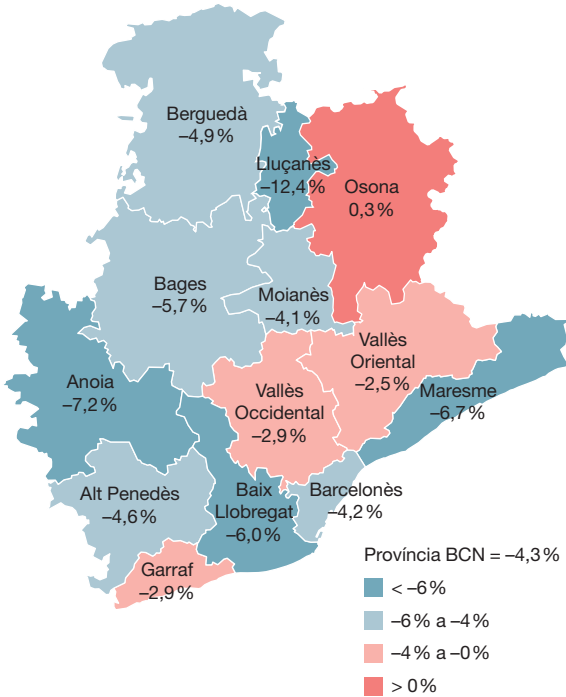 Berguedà
–4,9 %
Lluçanès
–12,4 %
Osona
0,3 %
Bages
–5,7 %
Moianès
–4,1 %
Vallès
Oriental
–2,5 %
Anoia
–7,2 %
Vallès
Occidental
–2,9 %
Maresme
–6,7 %
Alt Penedès
–4,6 %
Baix
Llobregat
–6,0 %
Barcelonès
–4,2 %
Garraf
–2,9 %
Província BCN = –4,3 %
< –6 %
–6 % a –4 %
–4 % a –0 %
> 0 %